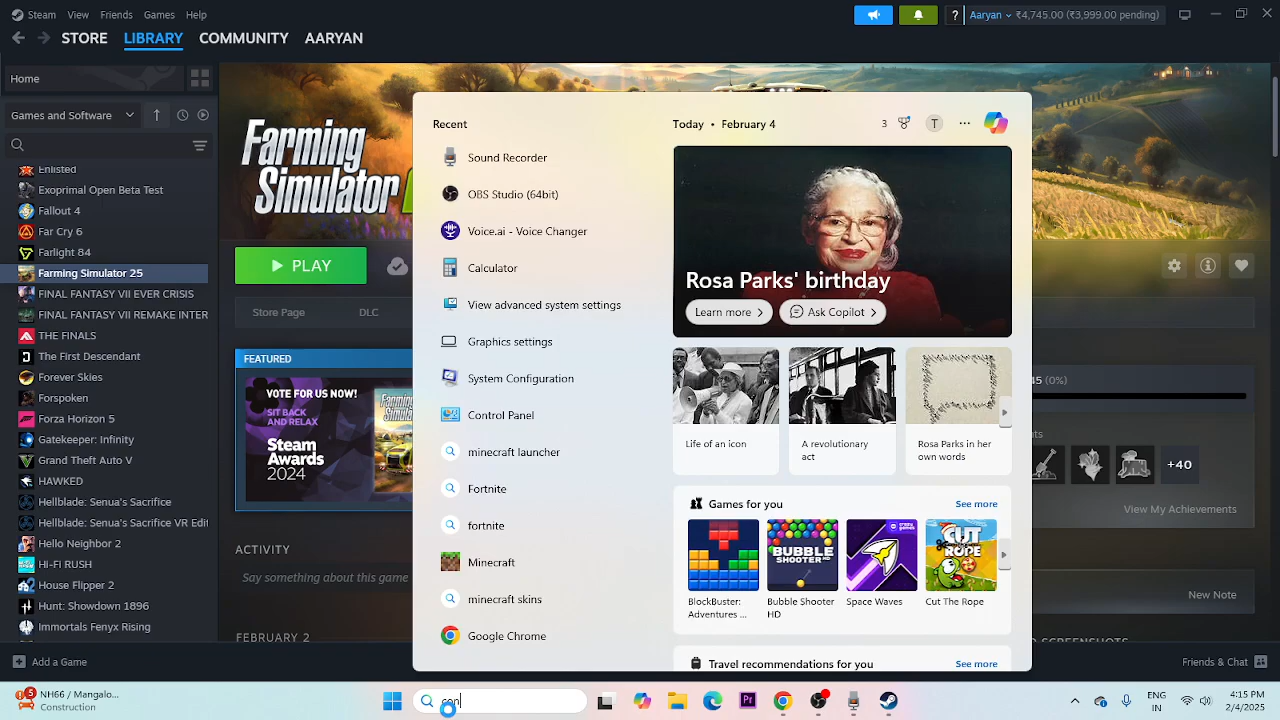 Steam View Friends Games Help
? Aaryan ₹4,745.00 (₹3,999.00 pending)
STORE LIBRARY COMMUNITY AARYAN
Home
Games and Software
Enlisted
Exoprimal Open Beta Test
Fallout 4
Far Cry 6
Farlight 84
Farming Simulator 25
FINAL FANTASY VII EVER CRISIS
FINAL FANTASY VII REMAKE INTER
THE FINALS
The First Descendant
Forever Skies
Forspoken
Forza Horizon 5
Gatekeeper: Infinity
Grand Theft Auto V
HAWKED
Hellblade: Senua's Sacrifice
Hellblade: Senua's Sacrifice VR Edit
Hello Neighbor 2
Hi-Fi RUSH
House Flipper 2
Hunt: Showdown 1896
Immortals Fenyx Rising
Add a Game
Farming
Simulator
PLAY
Store Page DLC
FEATURED
VOTE FOR US NOW!
SIT BACK
AND RELAX
Steam
Awards
2024
ACTIVITY
Say something about this game
FEBRUARY 2
Recent
Sound Recorder
OBS Studio (64bit)
Voice.ai - Voice Changer
Calculator
View advanced system settings
Graphics settings
System Configuration
Control Panel
minecraft launcher
Fortnite
fortnite
Minecraft
minecraft skins
Google Chrome
Today • February 4
3 T ...
Rosa Parks' birthday
Learn more Ask Copilot
Life of an icon
A revolutionary
act
Rosa Parks in her
own words
Games for you See more
BlockBuster:
Adventures ...
BUBBLE
SHOOTER
Bubble Shooter
HD
Space Waves
CUT THE
ROPE
Cut The Rope
Travel recommendations for you See more
45 (0%)
+40
View My Achievements
New Note
Friends & Chat
5
NH66 / Mangalo...
Construction
con
Pr
ENG
IN
4:15 PM
2/4/2025